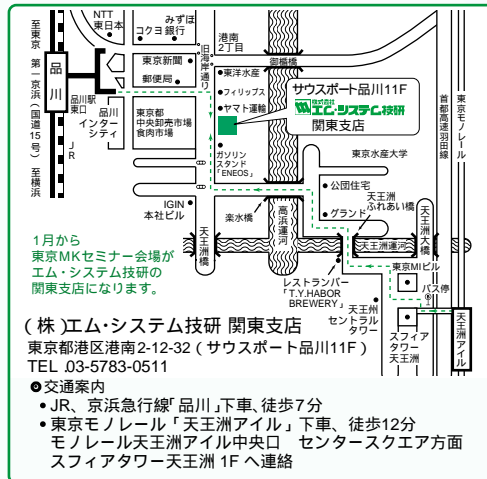 NTT
東日本
みずほ
銀行
コクヨ
港南
2丁目
至東京
第一京浜(国道15号)
至横浜
品川
JR
品川駅
東口
東京新聞
郵便局
旧海岸通り
御楯橋
東洋水産
フィリップス
ヤマト運輸
サウスポート品川11F
株式会社
エム・システム技研
関東支店
品川
インター
シティ
東京都
中央卸売市場
食肉市場
ガソリン
スタンド
「ENEOS」
東京水産大学
首都高速羽田線
東京モノレール
IGIN
本社ビル
楽水橋
高浜運河
公団住宅
グランド
天王洲
ふれあい橋
天王洲大橋
天王洲橋
天王洲運河
1月から
東京MKセミナー会場が
エム・システム技研の
関東支店になります。
レストランバー
「T.Y.HABOR
BREWERY」
東京MIビル
バス停
天王州
セントラル
タワー
スフィア
タワー
天王洲
天王洲アイル
(株)エム・システム技研 関東支店
東京都港区港南2-12-32(サウスポート品川11F)
TEL .03-5783-0511
交通案内
・JR、京浜急行線「品川」下車、徒歩7分
・東京モノレール「天王洲アイル」下車、徒歩12分
モノレール天王洲アイル中央口 センタースクエア方面
スフィアタワー天王洲 1F へ連絡